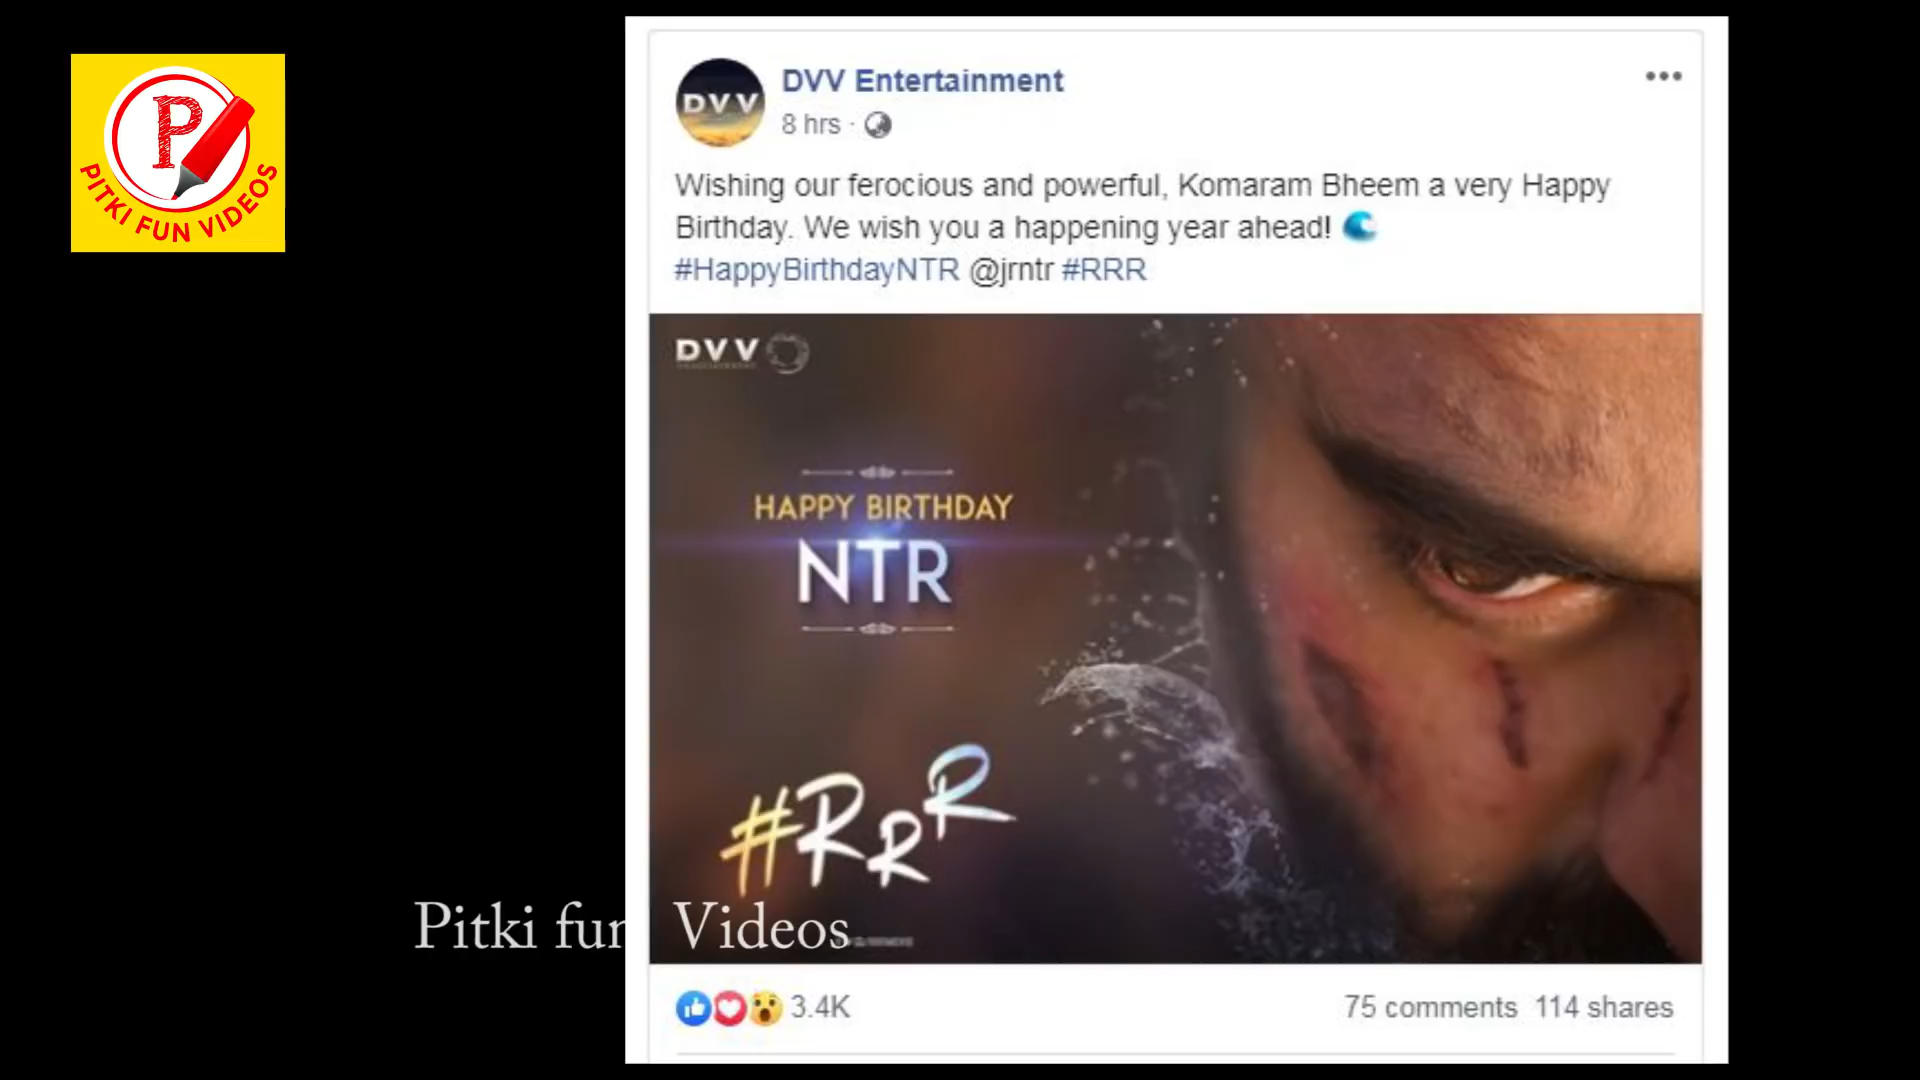 P
PITKI FUN VIDEOS
DVV Entertainment
8 hrs ·
Wishing our ferocious and powerful, Komaram Bheem a very Happy
Birthday. We wish you a happening year ahead!
#HappyBirthdayNTR @jrntr #RRR
DVV
HAPPY BIRTHDAY
NTR
#RRR
Pitki fun Videos
3.4K
75 comments 114 shares
DVV